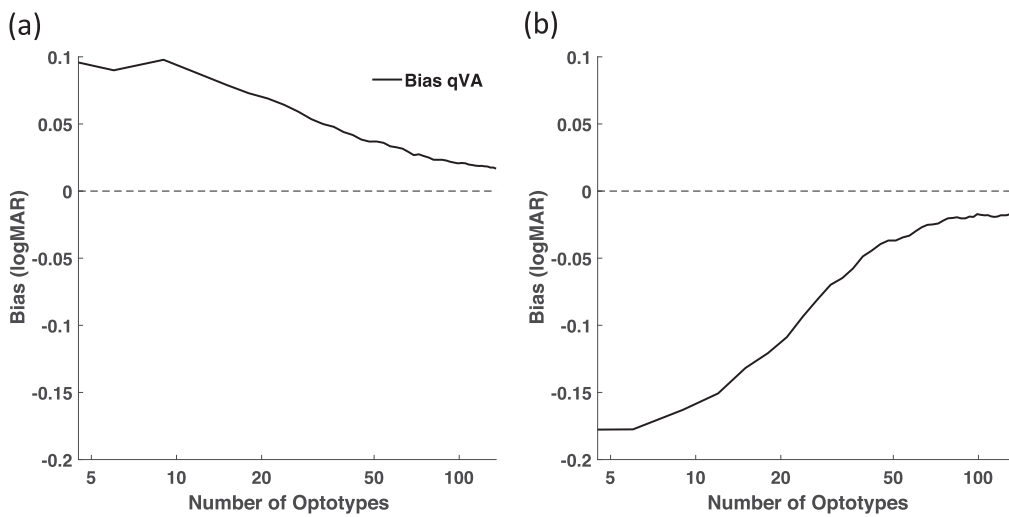 (a)
Bias (logMAR)
0.1
0.05
0
-0.05
-0.1
-0.15
-0.2
Bias qVA
5 10 20 50 100
Number of Optotypes
(b)
Bias (logMAR)
0.1
0.05
0
-0.05
-0.1
-0.15
-0.2
5 10 20 50 100
Number of Optotypes